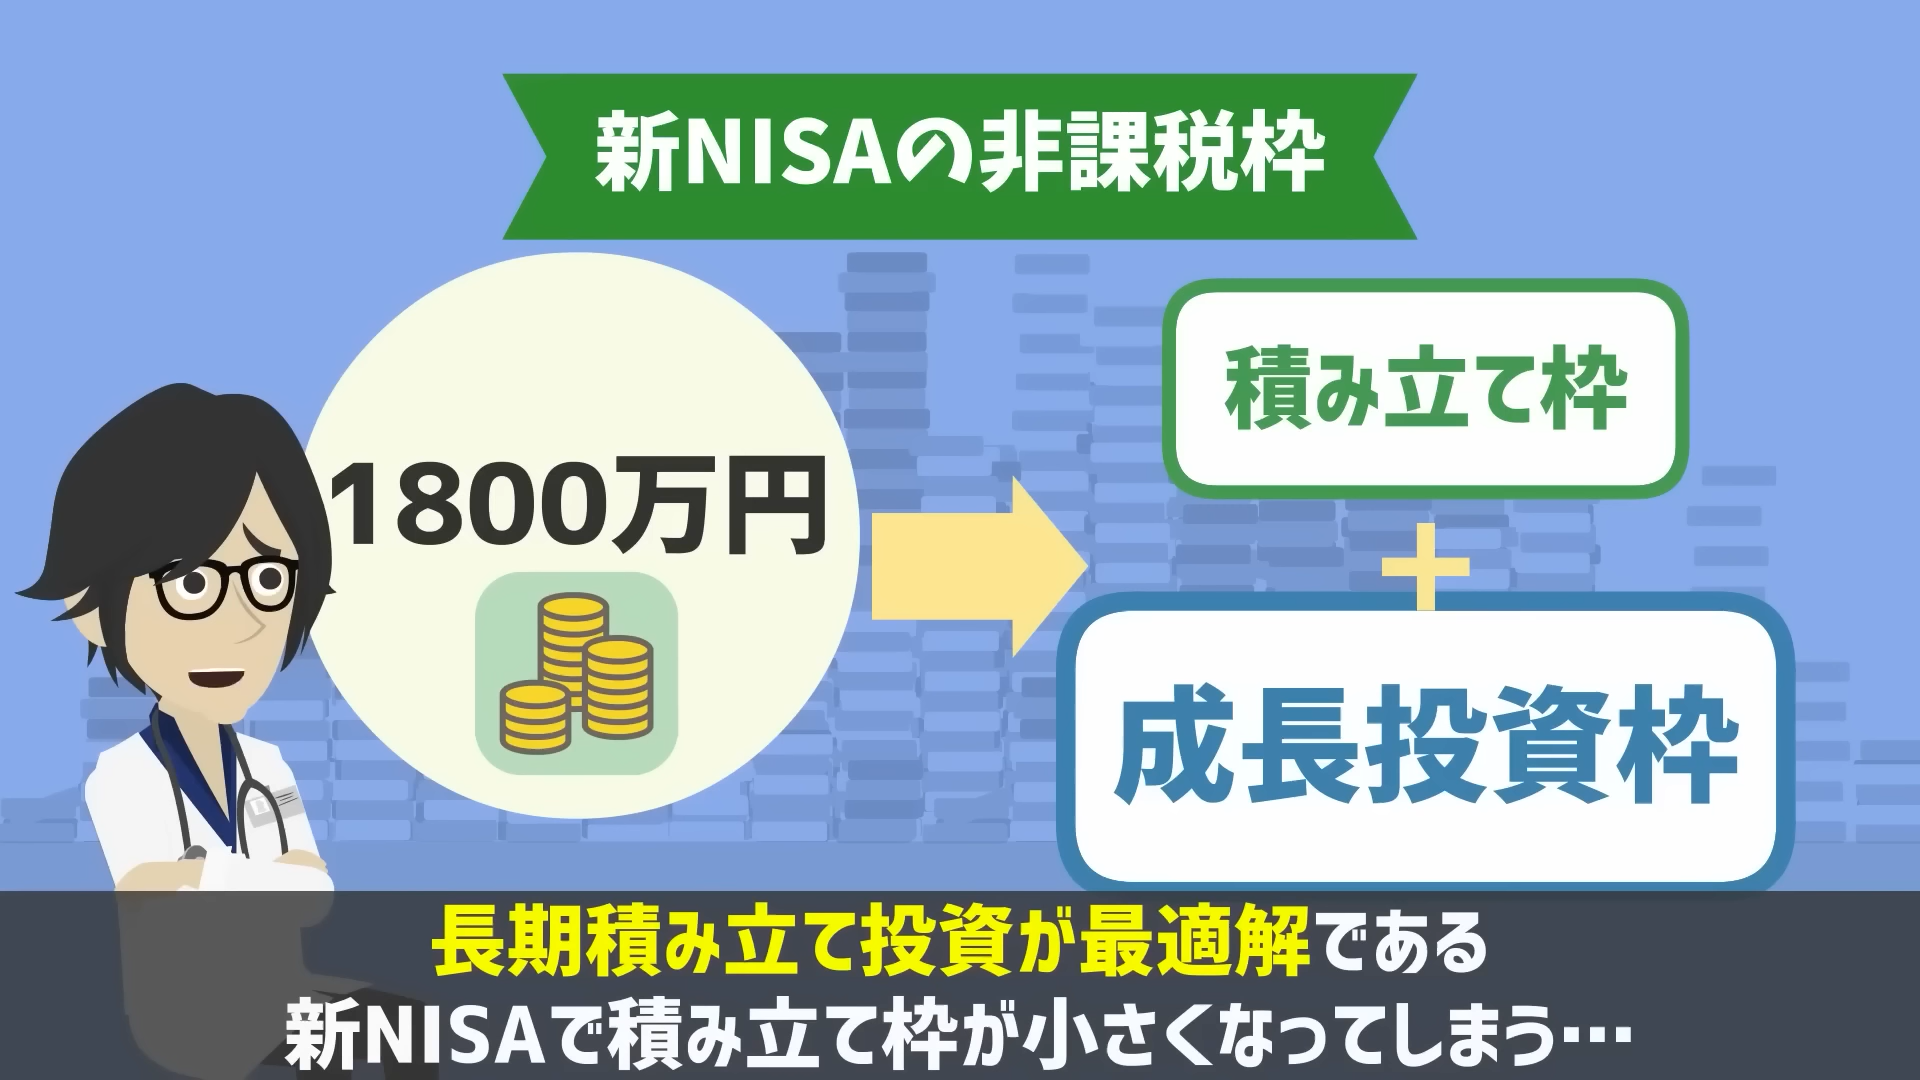 新NISAの非課税枠
1800万円
積み立て枠
+
成長投資枠
長期積み立て投資が最適解である
新NISAで積み立て枠が小さくなってしまう…